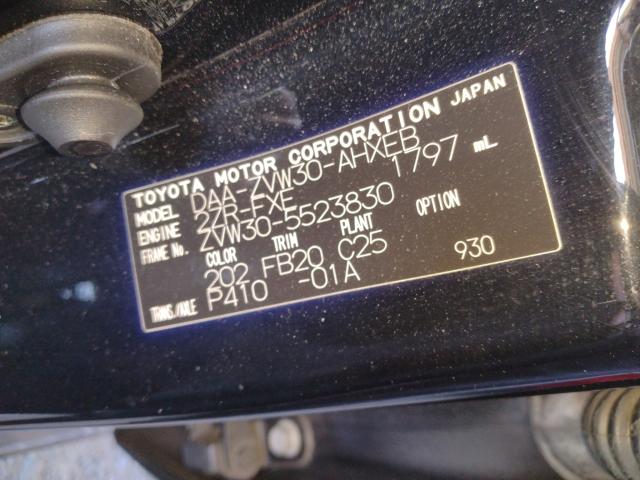 TOYOTA MOTOR CORPORATION JAPAN
MODEL DAA-ZVW30-AHXEB
ENGINE 2ZR-FXE 1797 mL
FRAME No. ZVW30-5523830
COLOR TRIM PLANT OPTION
202 FB20 C25 930
TRANS./AXLE P410 -01A